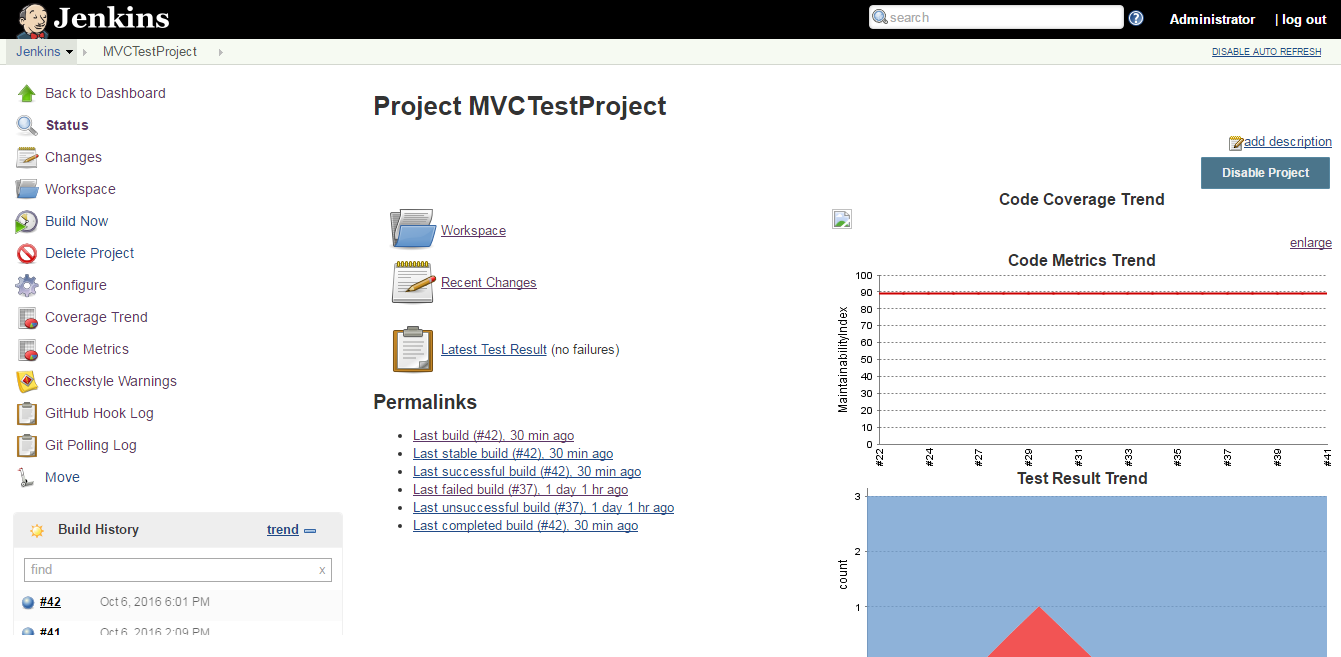 Jenkins
search
?
Administrator | log out
Jenkins MVCTestProject
DISABLE AUTO REFRESH
Back to Dashboard
Status
Changes
Workspace
Build Now
Delete Project
Configure
Coverage Trend
Code Metrics
Checkstyle Warnings
GitHub Hook Log
Git Polling Log
Move
Build History trend
find x
#42 Oct 6, 2016 6:01 PM
#41 Oct 6, 2016 2:09 PM
Project MVCTestProject
add description
Disable Project
Workspace
Recent Changes
Latest Test Result (no failures)
Permalinks
Last build (#42), 30 min ago
Last stable build (#42), 30 min ago
Last successful build (#42), 30 min ago
Last failed build (#37), 1 day 1 hr ago
Last unsuccessful build (#37), 1 day 1 hr ago
Last completed build (#42), 30 min ago
Code Coverage Trend
enlarge
Code Metrics Trend
MaintainabilityIndex
100
90
80
70
60
50
40
30
20
10
0
#22 #24 #27 #29 #31 #33 #35 #37 #39 #41
Test Result Trend
count
3
2
1